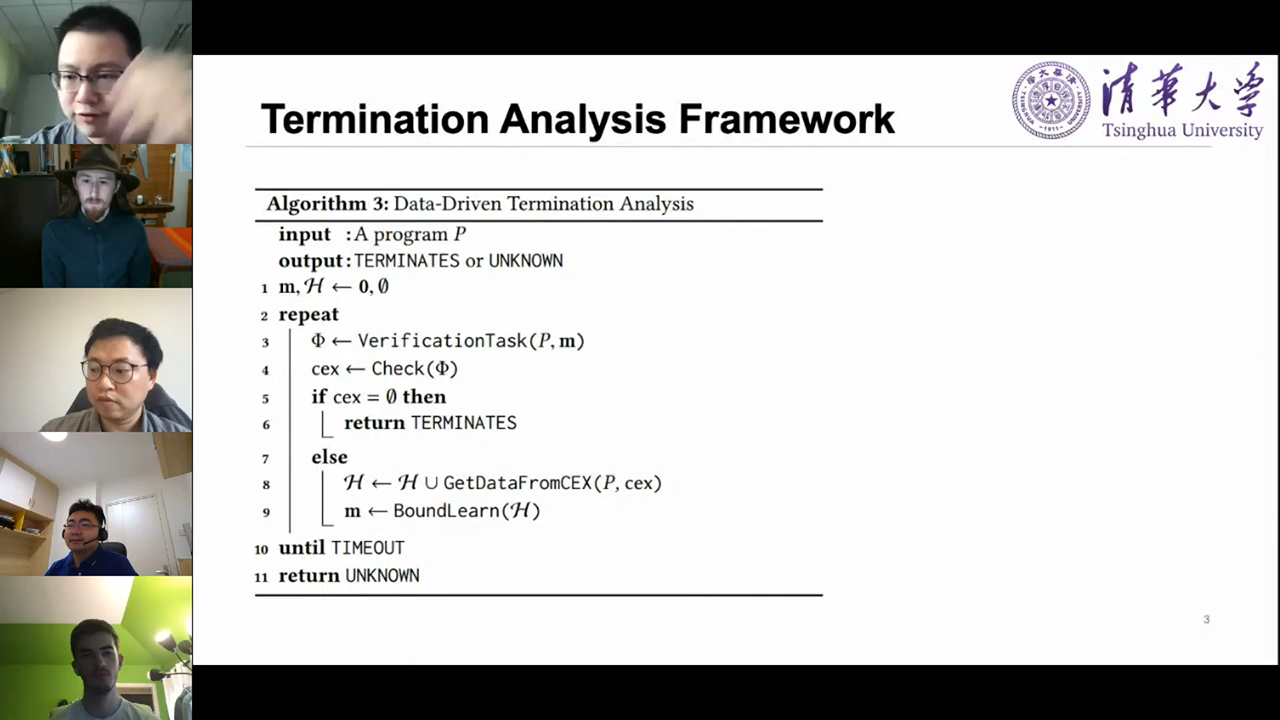 Termination Analysis Framework
清华大学
Tsinghua University
Algorithm 3: Data-Driven Termination Analysis
input : A program P
output: TERMINATES or UNKNOWN
1 m, ℋ ← 0, ∅
2 repeat
3 Φ ← VerificationTask(P, m)
4 cex ← Check(Φ)
5 if cex = ∅ then
6 return TERMINATES
7 else
8 ℋ ← ℋ ∪ GetDataFromCEX(P, cex)
9 m ← BoundLearn(ℋ)
10 until TIMEOUT
11 return UNKNOWN
3